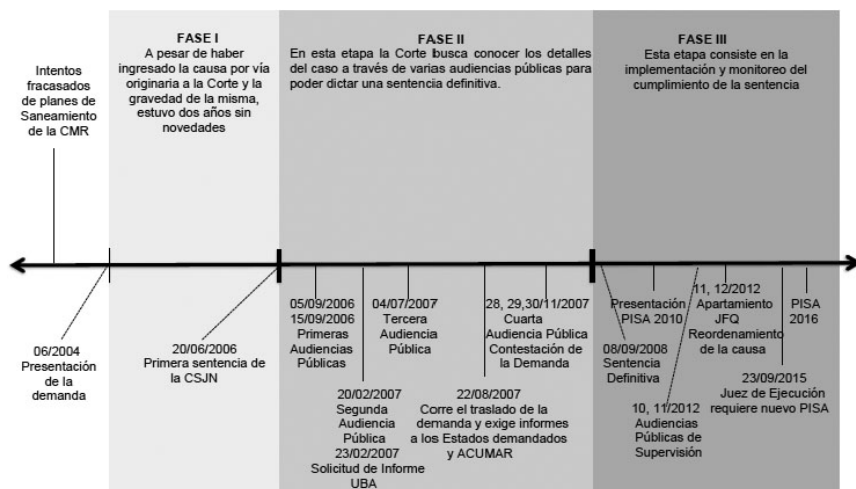 Intentos
fracasados
de planes de
Saneamiento
de la CMR
FASE I
A pesar de haber
ingresado la causa por vía
originaria a la Corte y la
gravedad de la misma,
estuvo dos años sin
novedades
FASE II
En esta etapa la Corte busca conocer los detalles
del caso a través de varias audiencias públicas para
poder dictar una sentencia definitiva.
FASE III
Esta etapa consiste en la
implementación y monitoreo del
cumplimiento de la sentencia
06/2004
Presentación
de la
demanda
20/06/2006
Primera sentencia de
la CSJN
05/09/2006
15/09/2006
Primeras
Audiencias
Públicas
20/02/2007
Segunda
Audiencia
Pública
23/02/2007
Solicitud de Informe
UBA
04/07/2007
Tercera
Audiencia
Pública
22/08/2007
Corre el traslado de la
demanda y exige informes
a los Estados demandados
y ACUMAR
28, 29,30/11/2007
Cuarta
Audiencia Pública
Contestación de
la Demanda
08/09/2008
Sentencia
Definitiva
Presentación
PISA 2010
10, 11/2012
Audiencias
Públicas de
Supervisión
11, 12/2012
Apartamiento
JFQ
Reordenamiento
de la causa
23/09/2015
Juez de Ejecución
requiere nuevo PISA
PISA
2016